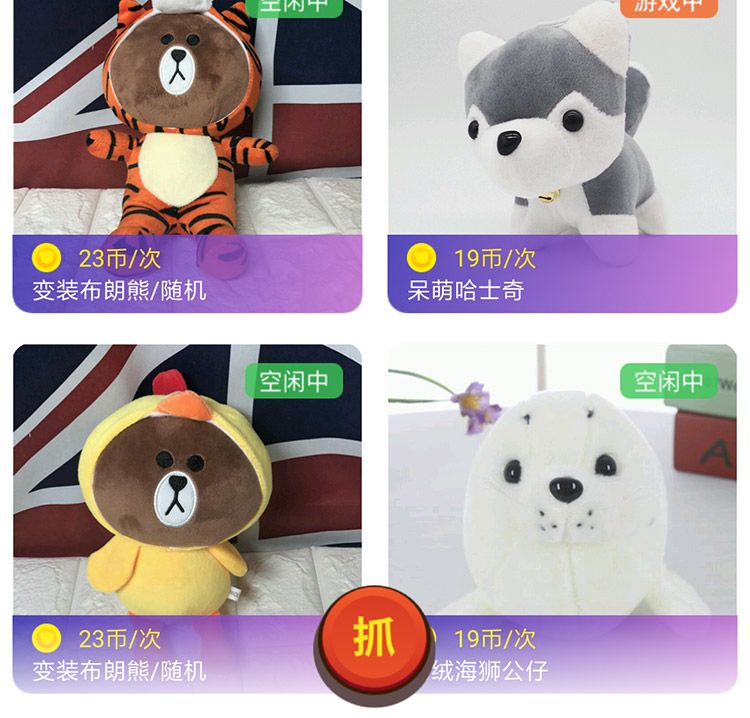 空闲中
游戏中
23币/次
变装布朗熊/随机
19币/次
呆萌哈士奇
空闲中
空闲中
A
23币/次
变装布朗熊/随机
抓
19币/次
绒海狮公仔